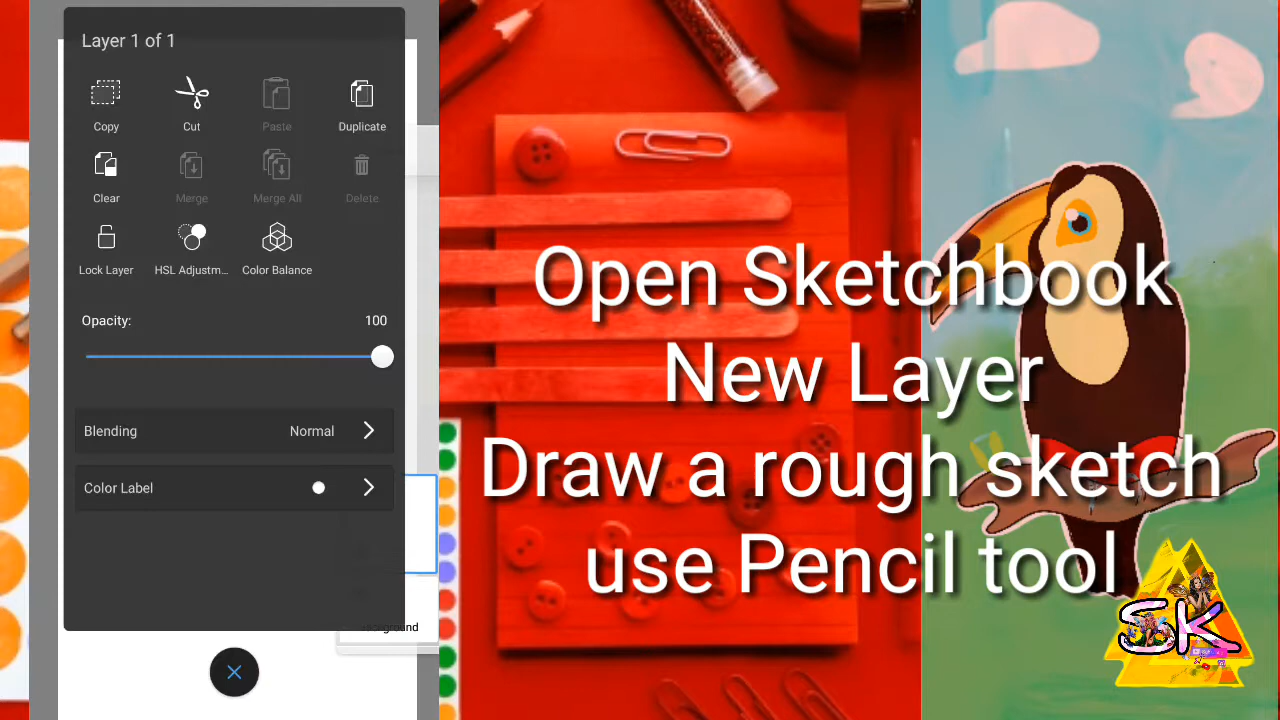 Layer 1 of 1
Copy Cut Paste Duplicate
Clear Merge Merge All Delete
Lock Layer HSL Adjustm... Color Balance
Opacity: 100
Blending Normal
Color Label
Open Sketchbook
New Layer
Draw a rough sketch
use Pencil tool
SK